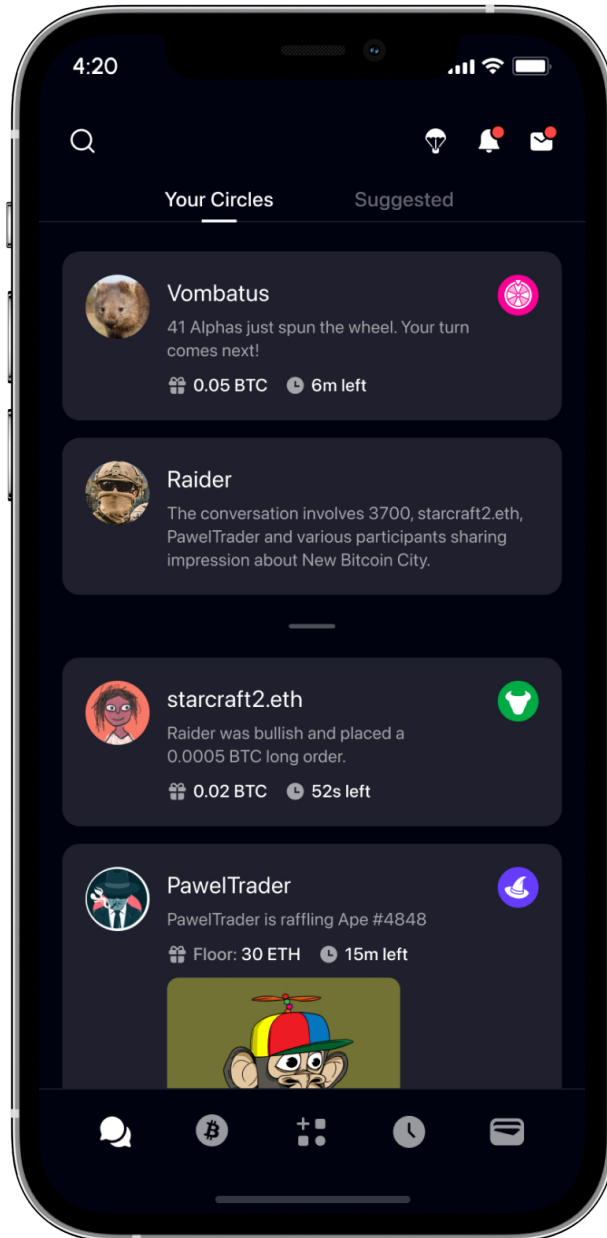 4:20
Your Circles
Suggested
Vombatus
41 Alphas just spun the wheel. Your turn
comes next!
0.05 BTC
6m left
Raider
The conversation involves 3700, starcraft2.eth,
PawelTrader and various participants sharing
impression about New Bitcoin City.
starcraft2.eth
Raider was bullish and placed a
0.0005 BTC long order.
0.02 BTC
52s left
PawelTrader
PawelTrader is raffling Ape #4848
Floor: 30 ETH
15m left